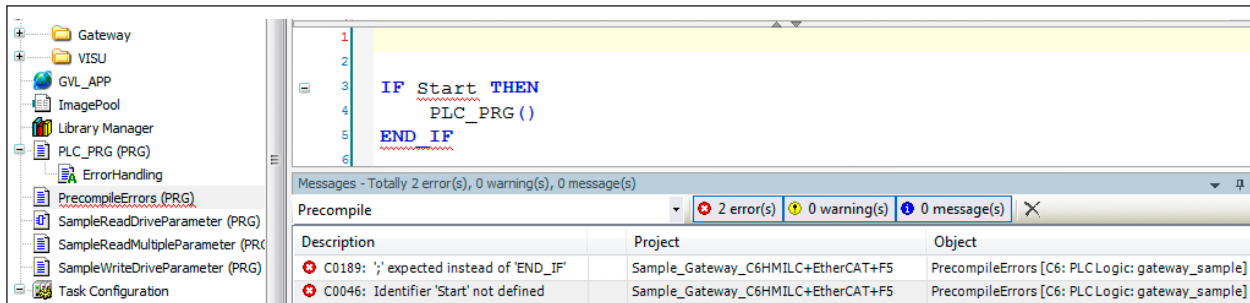 Gateway
VISU
GVL_APP
ImagePool
Library Manager
PLC_PRG (PRG)
ErrorHandling
PrecompileErrors (PRG)
SampleReadDriveParameter (PRG)
SampleReadMultipleParameter (PRG
SampleWriteDriveParameter (PRG)
Task Configuration
1
2
3 IF Start THEN
4 PLC_PRG()
5 END_IF
6
Messages - Totally 2 error(s), 0 warning(s), 0 message(s)
Precompile 2 error(s) 0 warning(s) 0 message(s)
Description Project Object
C0189: ';' expected instead of 'END_IF' Sample_Gateway_C6HMILC+EtherCAT+F5 PrecompileErrors [C6: PLC Logic: gateway_sample]
C0046: Identifier 'Start' not defined Sample_Gateway_C6HMILC+EtherCAT+F5 PrecompileErrors [C6: PLC Logic: gateway_sample]